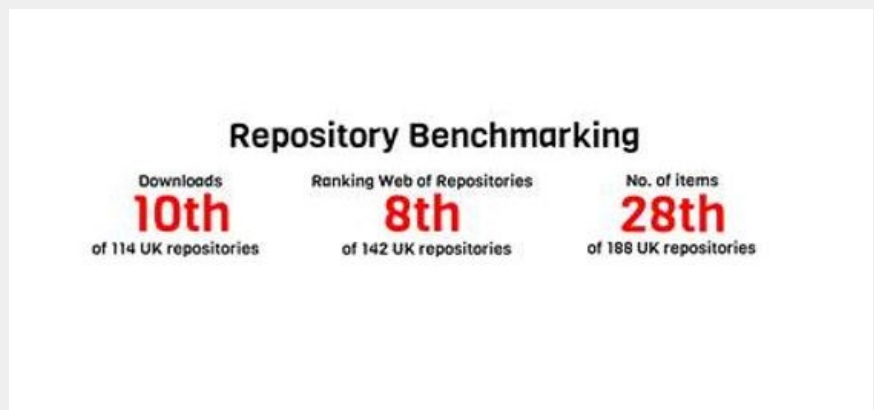 Repository Benchmarking
Downloads
10th
of 114 UK repositories
Ranking Web of Repositories
8th
of 142 UK repositories
No. of items
28th
of 188 UK repositories